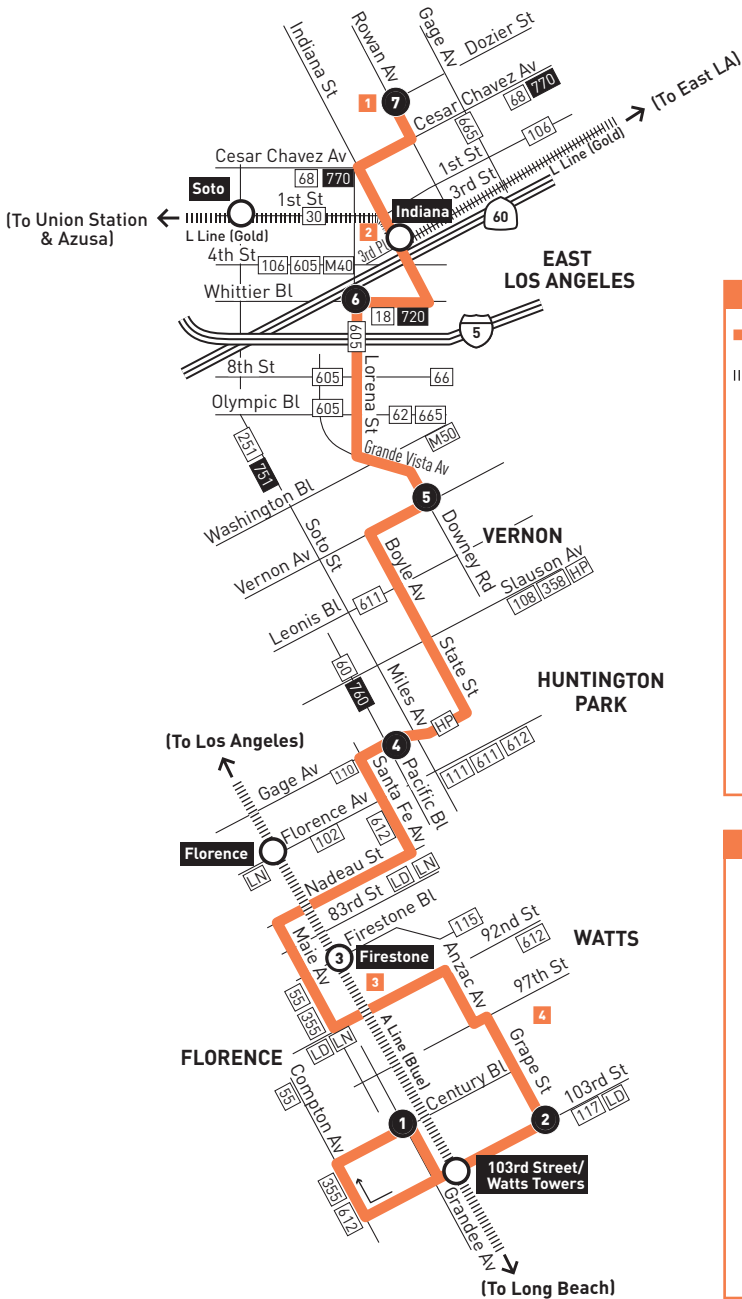 Indiana St
Rowan Av
Gage Av
Dozier St
1
7
Cesar Chavez Av
68 770
665
106
(To East LA)
1st St
3rd St
L Line (Gold)
Cesar Chavez Av
68 770
Soto
1st St
30
Indiana
60
(To Union Station
& Azusa)
L Line (Gold)
2
3rd Pl
4th St
106 605 M40
EAST
LOS ANGELES
Whittier Bl
6
18 720
5
605
8th St
605
66
Lorena St
Olympic Bl
605
62 665
251 751
M50
Grande Vista Av
Washington Bl
5
Soto St
Downey Rd
VERNON
Vernon Av
Boyle Av
Slauson Av
108 358 HP
Leonis Bl
611
State St
60 760
Miles Av
HUNTINGTON
PARK
HP
(To Los Angeles)
4
Gage Av
110
Pacific Bl
111 611 612
Santa Fe Av
Florence Av
102
612
Florence
LN
Nadeau St
83rd St
LD LN
Firestone Bl
115
92nd St
612
WATTS
Maie Av
3
Firestone
Anzac Av
97th St
3
4
55 355
A Line (Blue)
LD LN
FLORENCE
Grape St
Century Bl
103rd St
117 LD
55
Compton Av
1
2
103rd Street/
Watts Towers
355 612
Grandee Av
(To Long Beach)
II